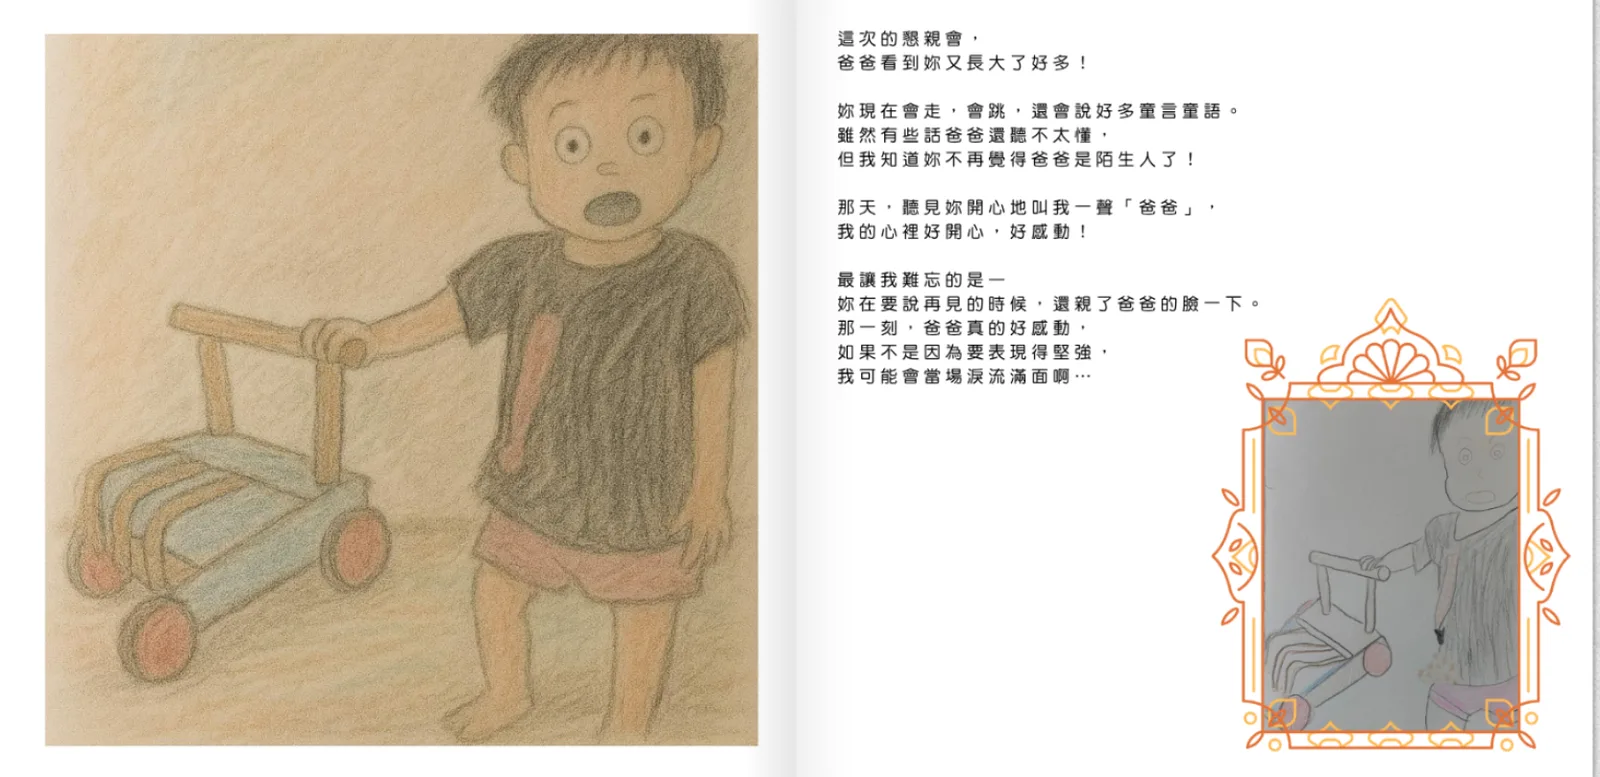 這次的懇親會，
爸爸看到妳又長大了好多！
妳現在會走，會跳，還會說好多童言童語。
雖然有些話爸爸還聽不太懂，
但我知道妳不再覺得爸爸是陌生人了！
那天，聽見妳開心地叫我一聲「爸爸」，
我的心裡好開心，好感動！
最讓我難忘的是—
妳在要說再見的時候，還親了爸爸的臉一下。
那一刻，爸爸真的好感動，
如果不是因為要表現得堅強，
我可能會當場淚流滿面啊…